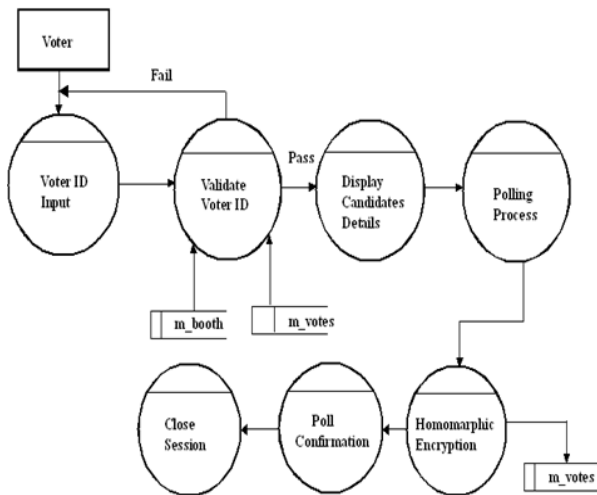 Voter
Fail
Voter ID
Input
Validate
Voter ID
Pass
Display
Candidates
Details
Polling
Process
m_booth
m_votes
Close
Session
Poll
Confirmation
Homomarphic
Encryption
m_votes